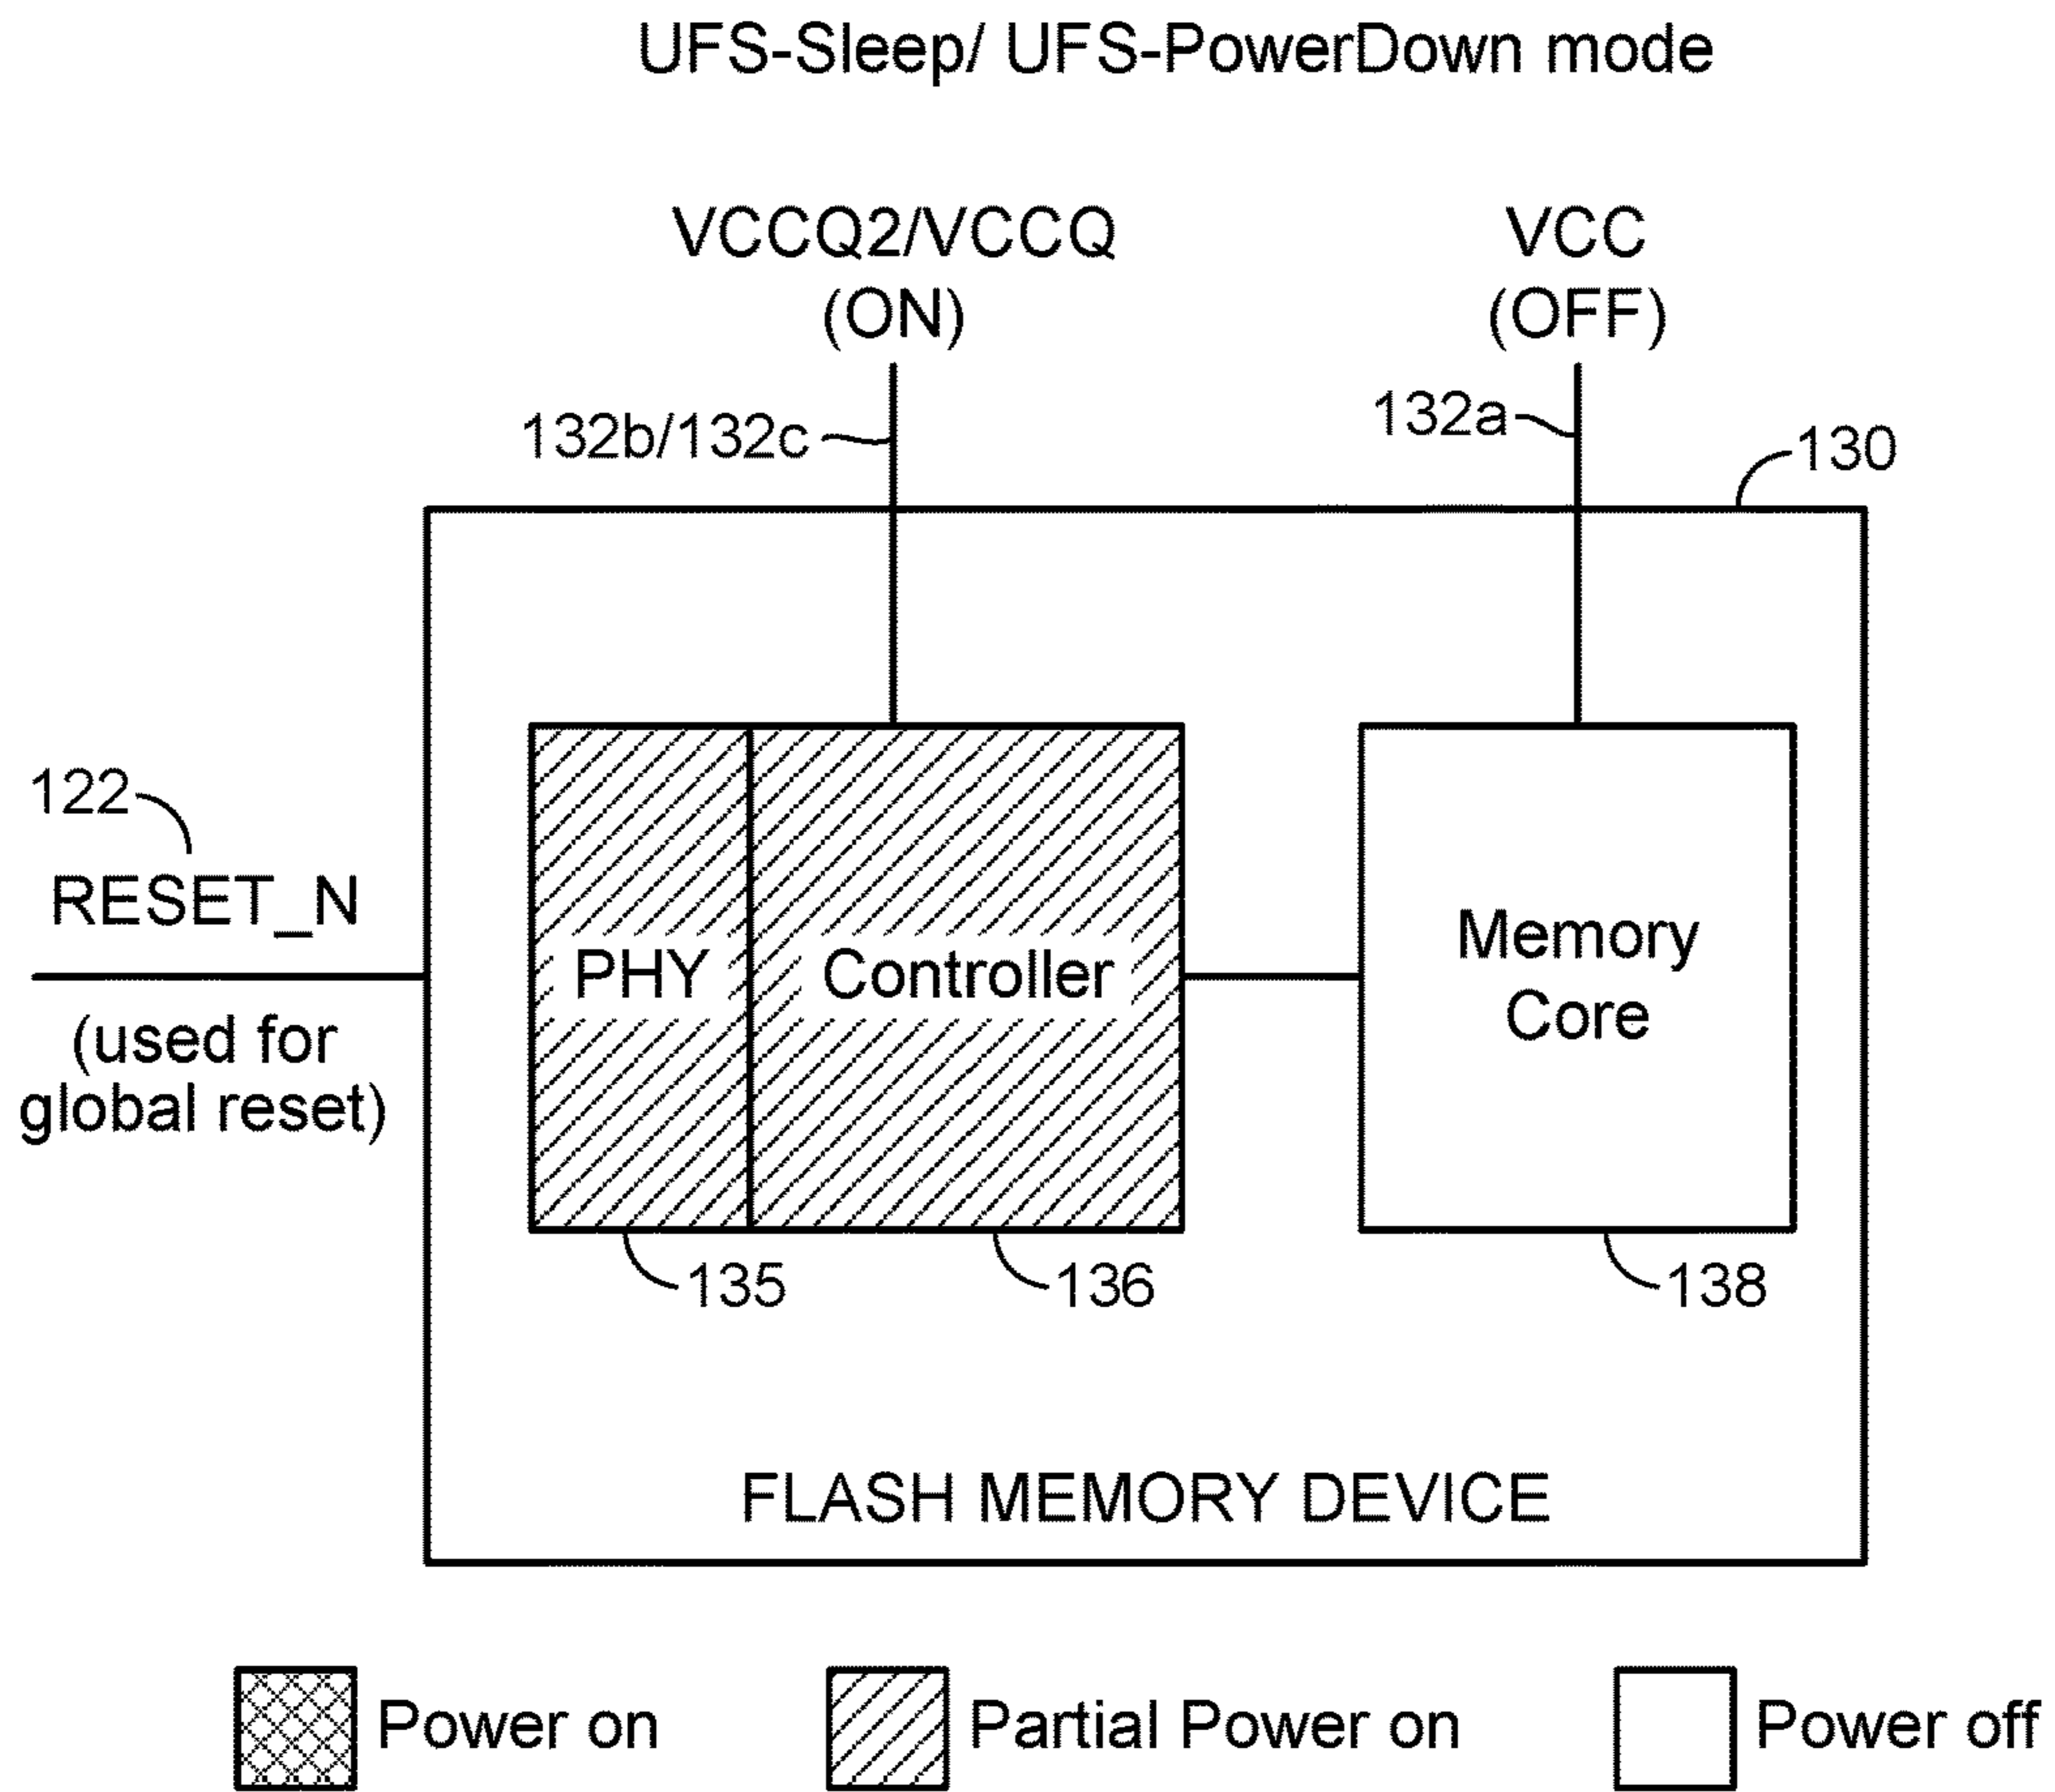 UFS-Sleep/ UFS-PowerDown mode
VCCQ2/VCCQ
(ON)
VCC
(OFF)
132b/132c
132a
130
122
RESET_N
(used for
global reset)
PHY
Controller
Memory
Core
135
136
138
FLASH MEMORY DEVICE
Power on
Partial Power on
Power off